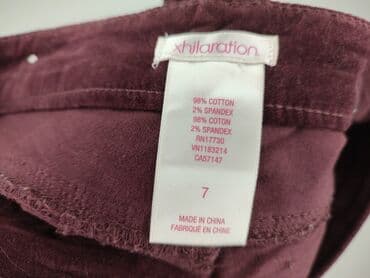 xhilaration
98% COTTON
2% SPANDEX
98% COTON
2% SPANDEX
RN17730
VN1183214
CA57147
7
MADE IN CHINA
FABRIQUÉ EN CHINE